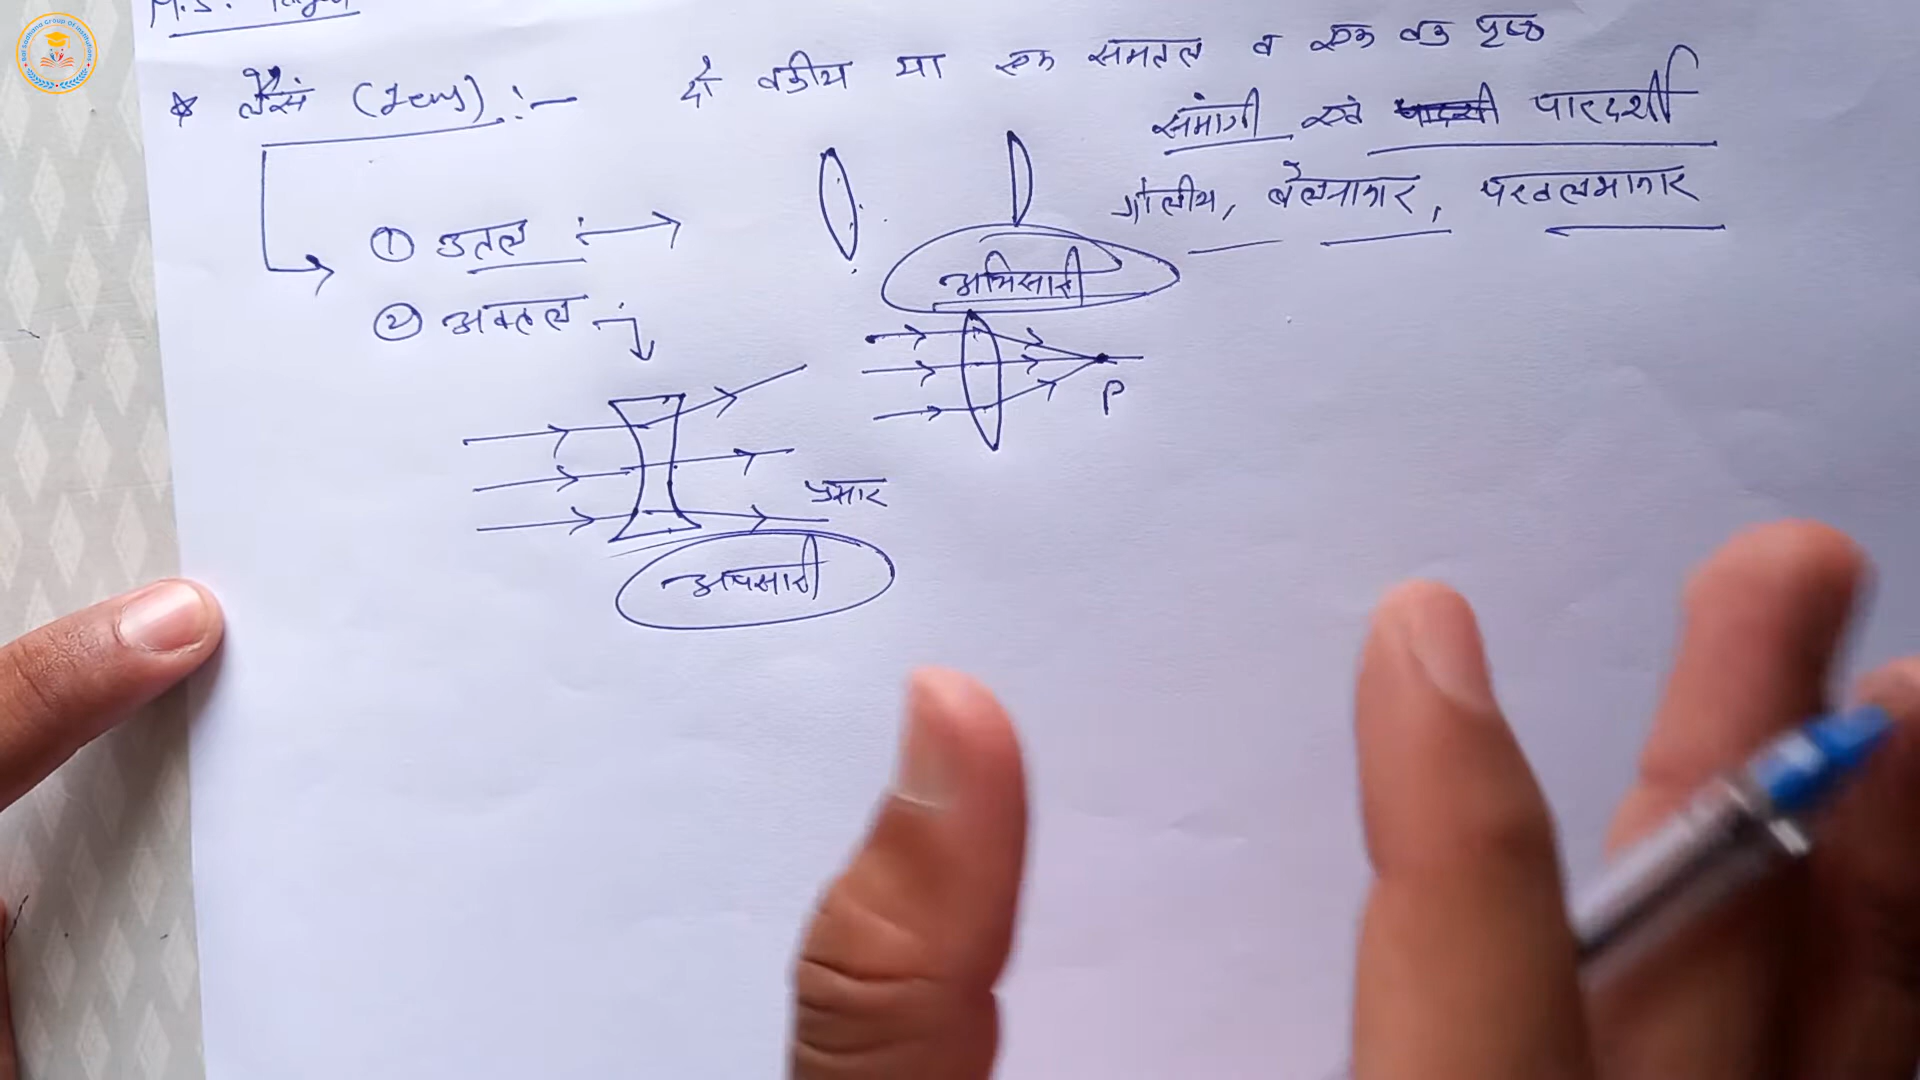 M.S.
* लेंस (Lens) :- दो वक्रीय या एक समतल व एक वक्र पृष्ठ
समांगी एवं पारदर्शी
गोलीय, बेलनाकार, परवलयाकार
① उत्तल :→
② अवतल
अभिसारी
P
प्रसार
अपसारी